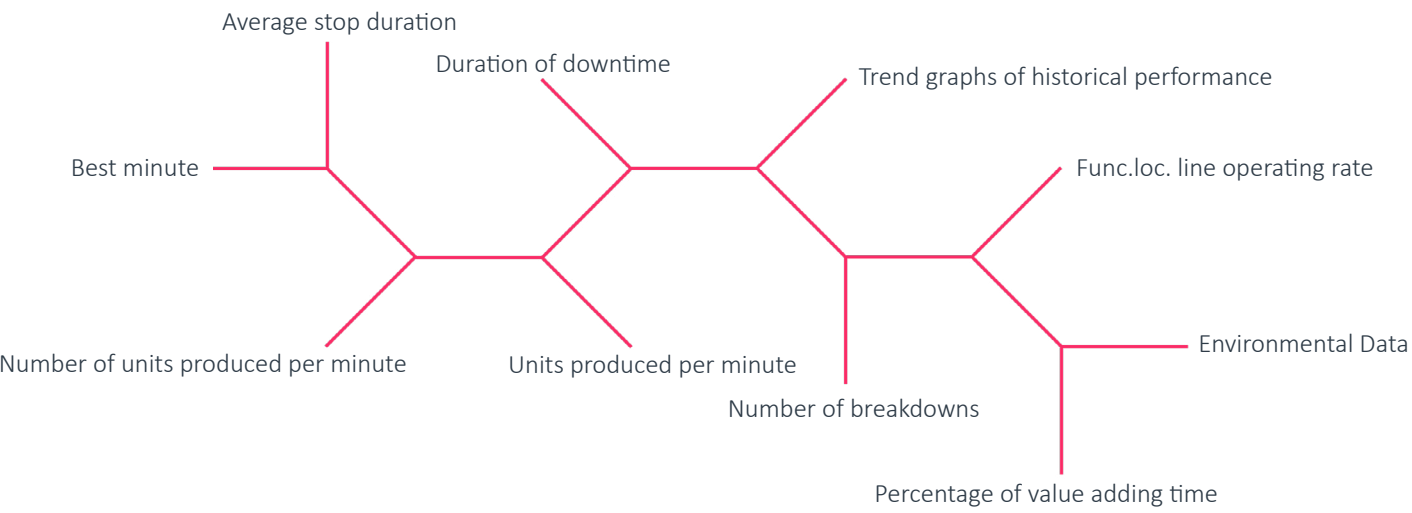 Average stop duration
Duration of downtime
Trend graphs of historical performance
Best minute
Func.loc. line operating rate
Environmental Data
Number of units produced per minute
Units produced per minute
Number of breakdowns
Percentage of value adding time